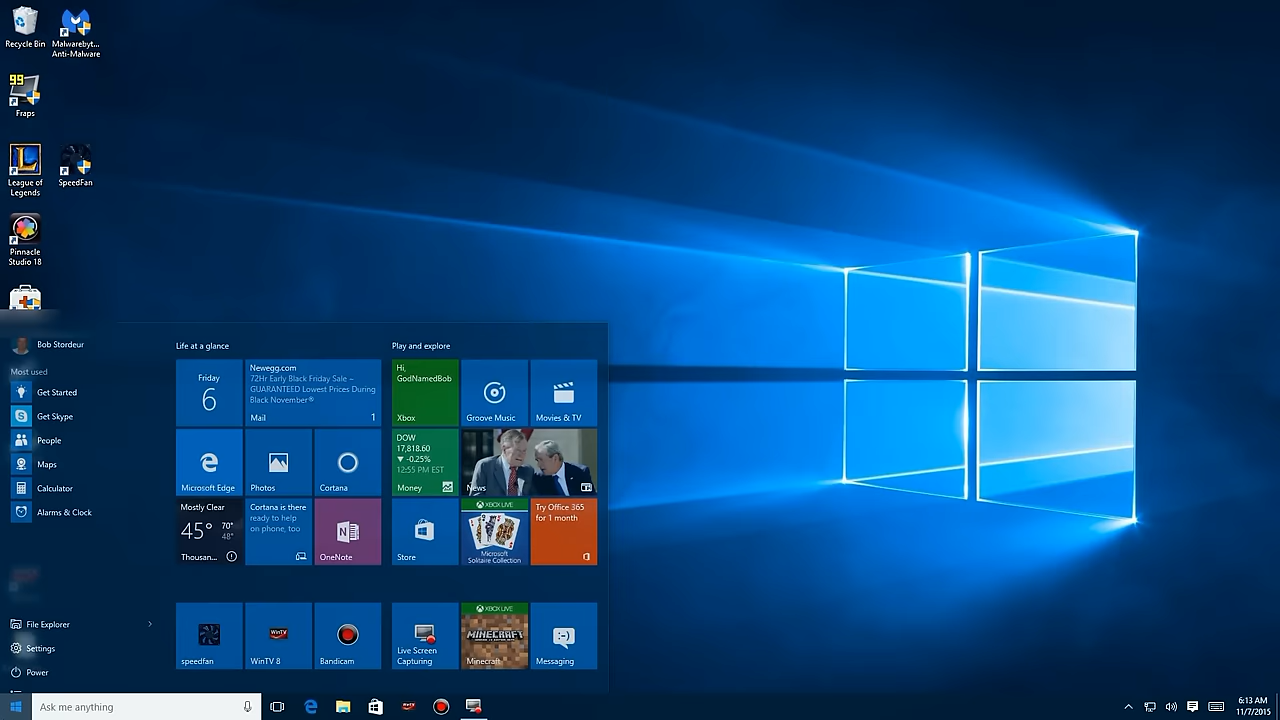 Recycle Bin
Malwarebyt...
Anti-Malware
99
Fraps
League of
Legends
SpeedFan
Pinnacle
Studio 18
Bob Stordeur
Most used
Get Started
Get Skype
People
Maps
Calculator
Alarms & Clock
File Explorer
Settings
Power
Life at a glance
Friday
6
Newegg.com
72Hr Early Black Friday Sale ~
GUARANTEED Lowest Prices During
Black November®
Mail
1
Microsoft Edge
Photos
Cortana
Mostly Clear
45° 70°
48°
Thousan...
Cortana is there
ready to help
on phone, too
OneNote
speedfan
WinTV
WinTV 8
Bandicam
Play and explore
Hi,
GodNamedBob
Xbox
Groove Music
Movies & TV
DOW
17,818.60
▼ -0.25%
12:55 PM EST
Money
News
Store
XBOX LIVE
Microsoft
Solitaire Collection
Try Office 365
for 1 month
Live Screen
Capturing
XBOX LIVE
MINECRAFT
Minecraft
Messaging
Ask me anything
6:13 AM
11/7/2015